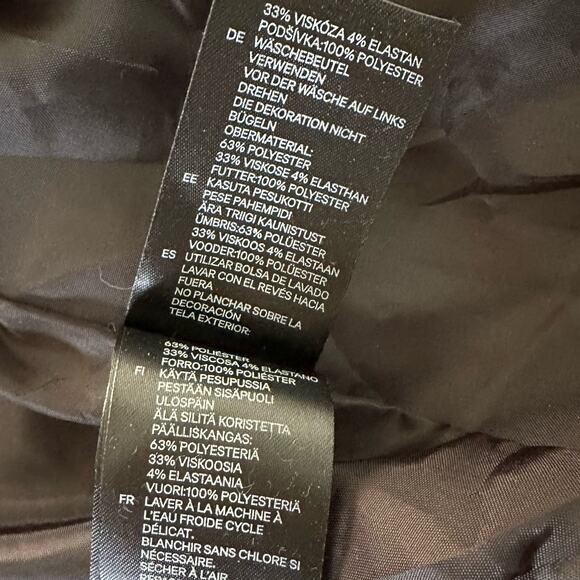 33% VISKÓZA 4% ELASTAN
PODŠÍVKA:100% POLYESTER
DE WÄSCHEBEUTEL
VERWENDEN
VOR DER WÄSCHE AUF LINKS
DREHEN
DIE DEKORATION NICHT
BÜGELN
OBERMATERIAL:
63% POLYESTER
33% VISKOSE 4% ELASTHAN
FUTTER:100% POLYESTER
EE KASUTA PESUKOTTI
PESE PAHEMPIDI
ÄRA TRIIGI KAUNISTUST
ÜMBRIS:63% POLÜESTER
33% VISKOOS 4% ELASTAAN
VOODER:100% POLÜESTER
ES UTILIZAR BOLSA DE LAVADO
LAVAR CON EL REVÉS HACIA
FUERA
NO PLANCHAR SOBRE LA
DECORACIÓN
TELA EXTERIOR:
63% POLIÉSTER
33% VISCOSA 4% ELASTANO
FORRO:100% POLIÉSTER
FI KÄYTÄ PESUPUSSIA
PESTÄÄN SISÄPUOLI
ULOSPÄIN
ÄLÄ SILITÄ KORISTETTA
PÄÄLLISKANGAS:
63% POLYESTERIÄ
33% VISKOOSIA
4% ELASTAANIA
VUORI:100% POLYESTERIÄ
FR LAVER À LA MACHINE À
L'EAU FROIDE CYCLE
DÉLICAT.
BLANCHIR SANS CHLORE SI
NÉCESSAIRE.
SÉCHER À L'AIR